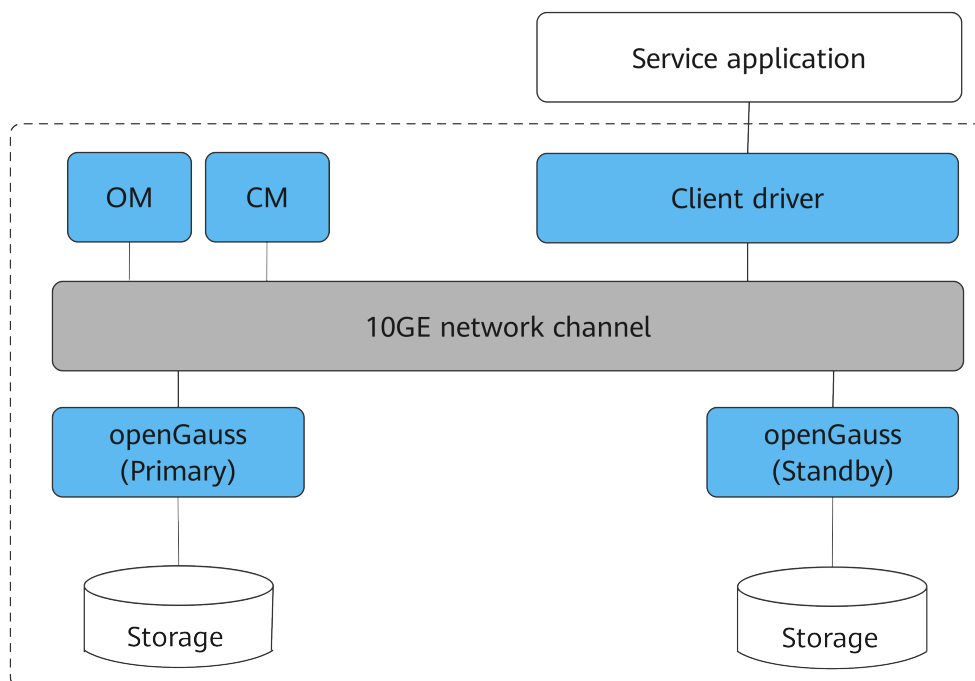 Service application
OM
CM
Client driver
10GE network channel
openGauss
(Primary)
openGauss
(Standby)
Storage
Storage